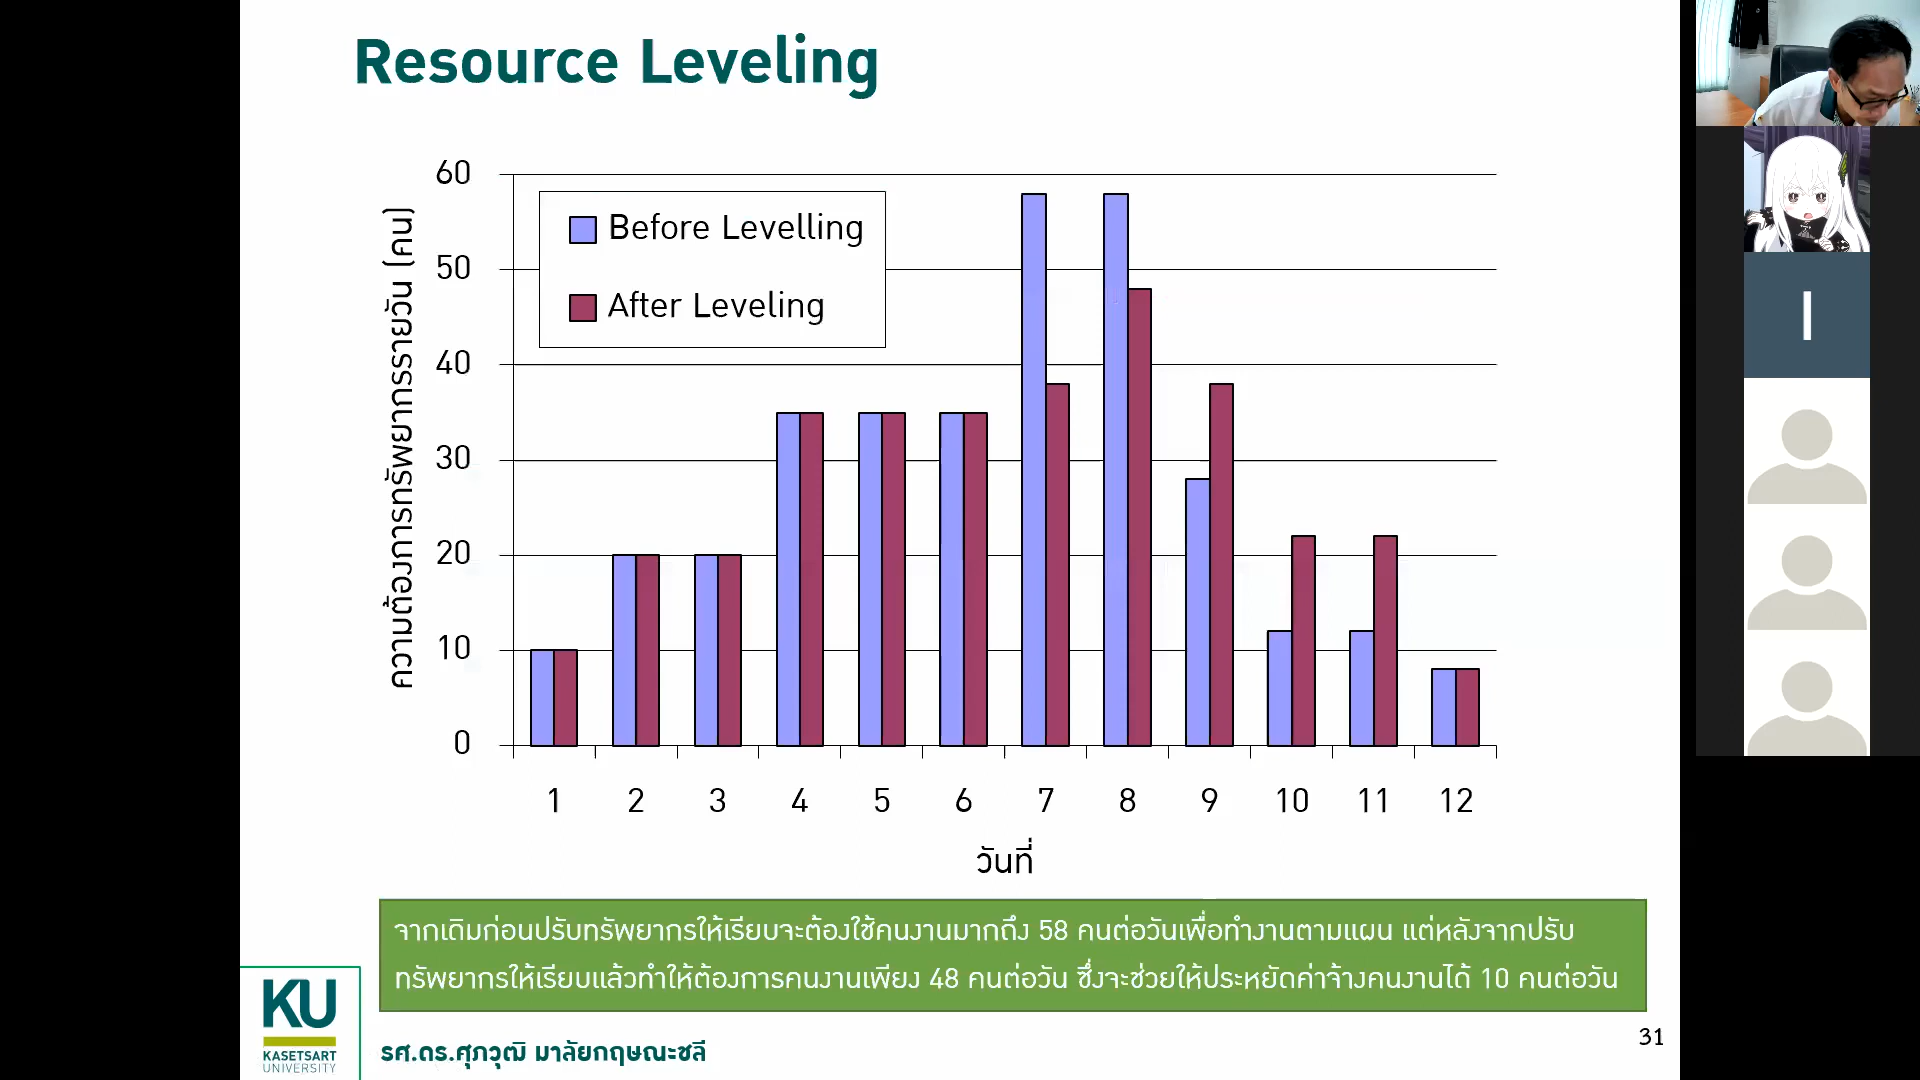 Resource Leveling
ความต้องการทรัพยากรรายวัน (คน)
60
50
40
30
20
10
0
Before Levelling
After Leveling
1 2 3 4 5 6 7 8 9 10 11 12
วันที่
จากเดิมก่อนปรับทรัพยากรให้เรียบจะต้องใช้คนงานมากถึง 58 คนต่อวันเพื่อทำงานตามแผน แต่หลังจากปรับ
ทรัพยากรให้เรียบแล้วทำให้ต้องการคนงานเพียง 48 คนต่อวัน ซึ่งจะช่วยให้ประหยัดค่าจ้างคนงานได้ 10 คนต่อวัน
KU
KASETSART
UNIVERSITY
รศ.ดร.ศุภวุฒิ มาลัยกฤษณะชลี
31
I